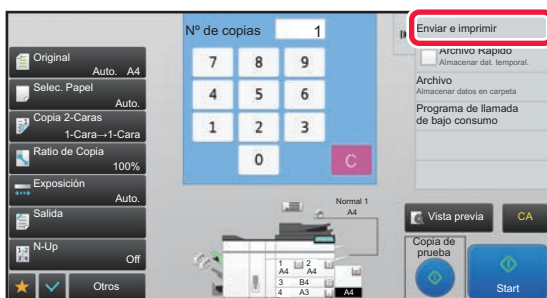 Nº de copias
1
Original
Auto. A4
Selec. Papel
Auto.
Copia 2-Caras
1-Cara→1-Cara
Ratio de Copia
100%
Exposición
Auto.
Salida
N-Up
Off
Otros
7
8
9
4
5
6
1
2
3
0
C
Normal 1
A4
1
A4
2
A4
3
B4
4
A3
A4
Enviar e imprimir
Archivo Rápido
Almacenar dat. temporal.
Archivo
Almacenar datos en carpeta
Programa de llamada
de bajo consumo
Vista previa
CA
Copia de
prueba
Start